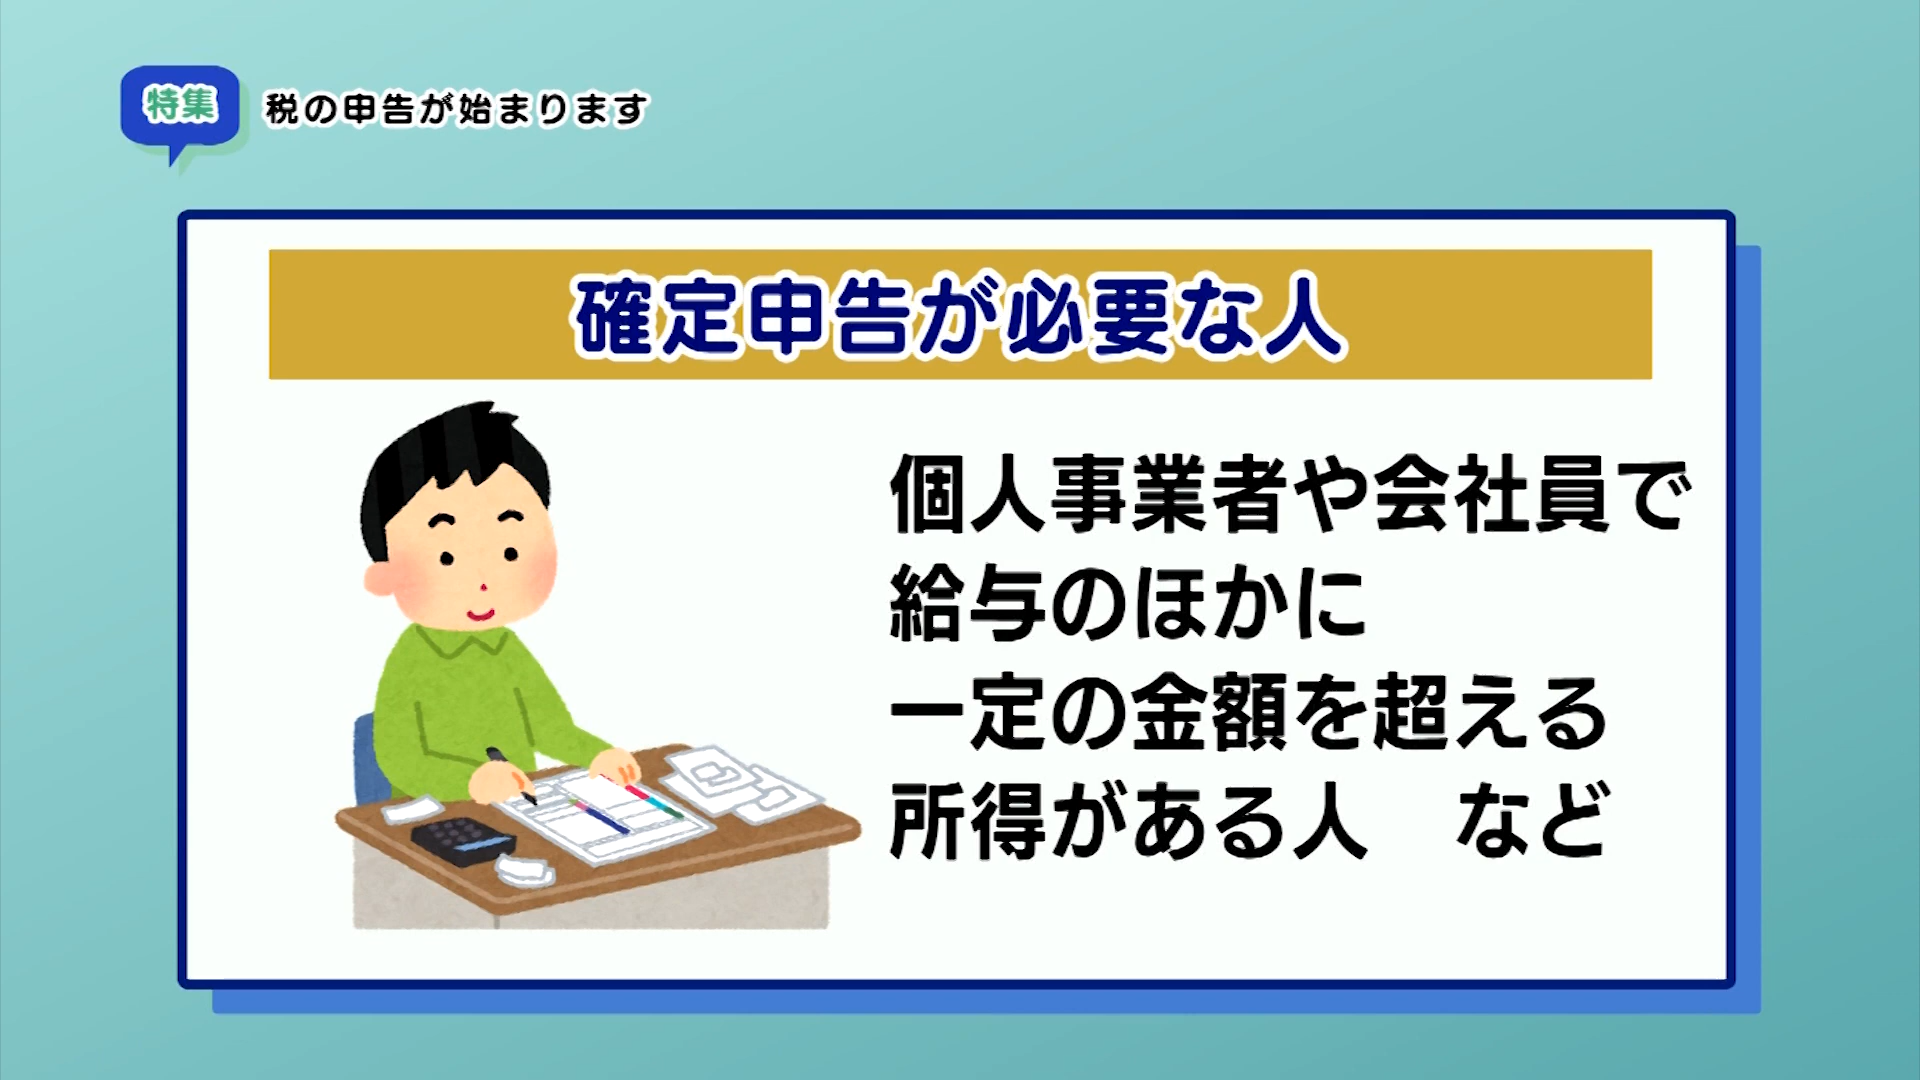 特集
税の申告が始まります
確定申告が必要な人
個人事業者や会社員で
給与のほかに
一定の金額を超える
所得がある人　など